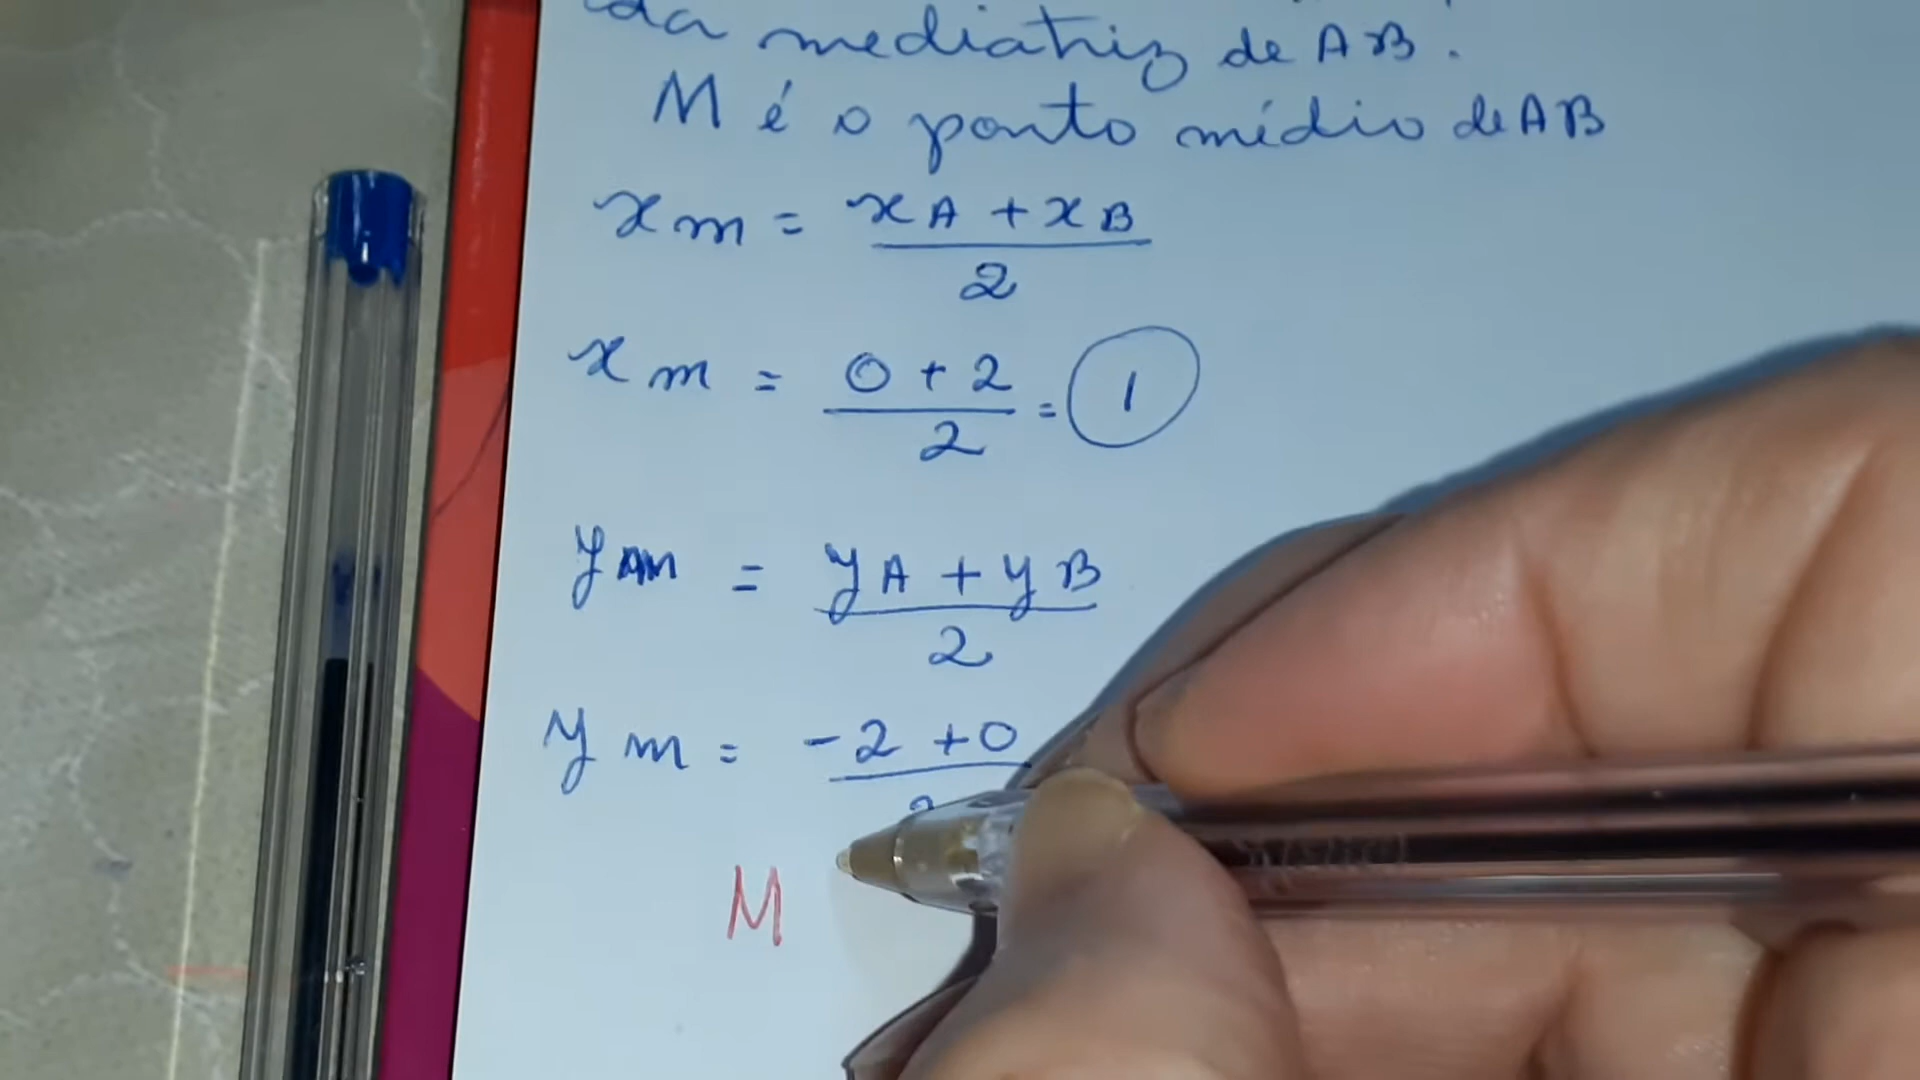 da mediatriz de AB.
M é o ponto médio de AB
xm = xA + xB / 2
xm = 0 + 2 / 2 = 1
ym = yA + yB / 2
ym = -2 + 0
M